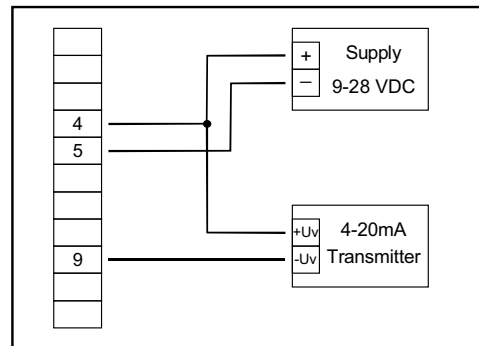 4
5
9
+ Supply
– 9-28 VDC
+Uv 4-20mA
-Uv Transmitter